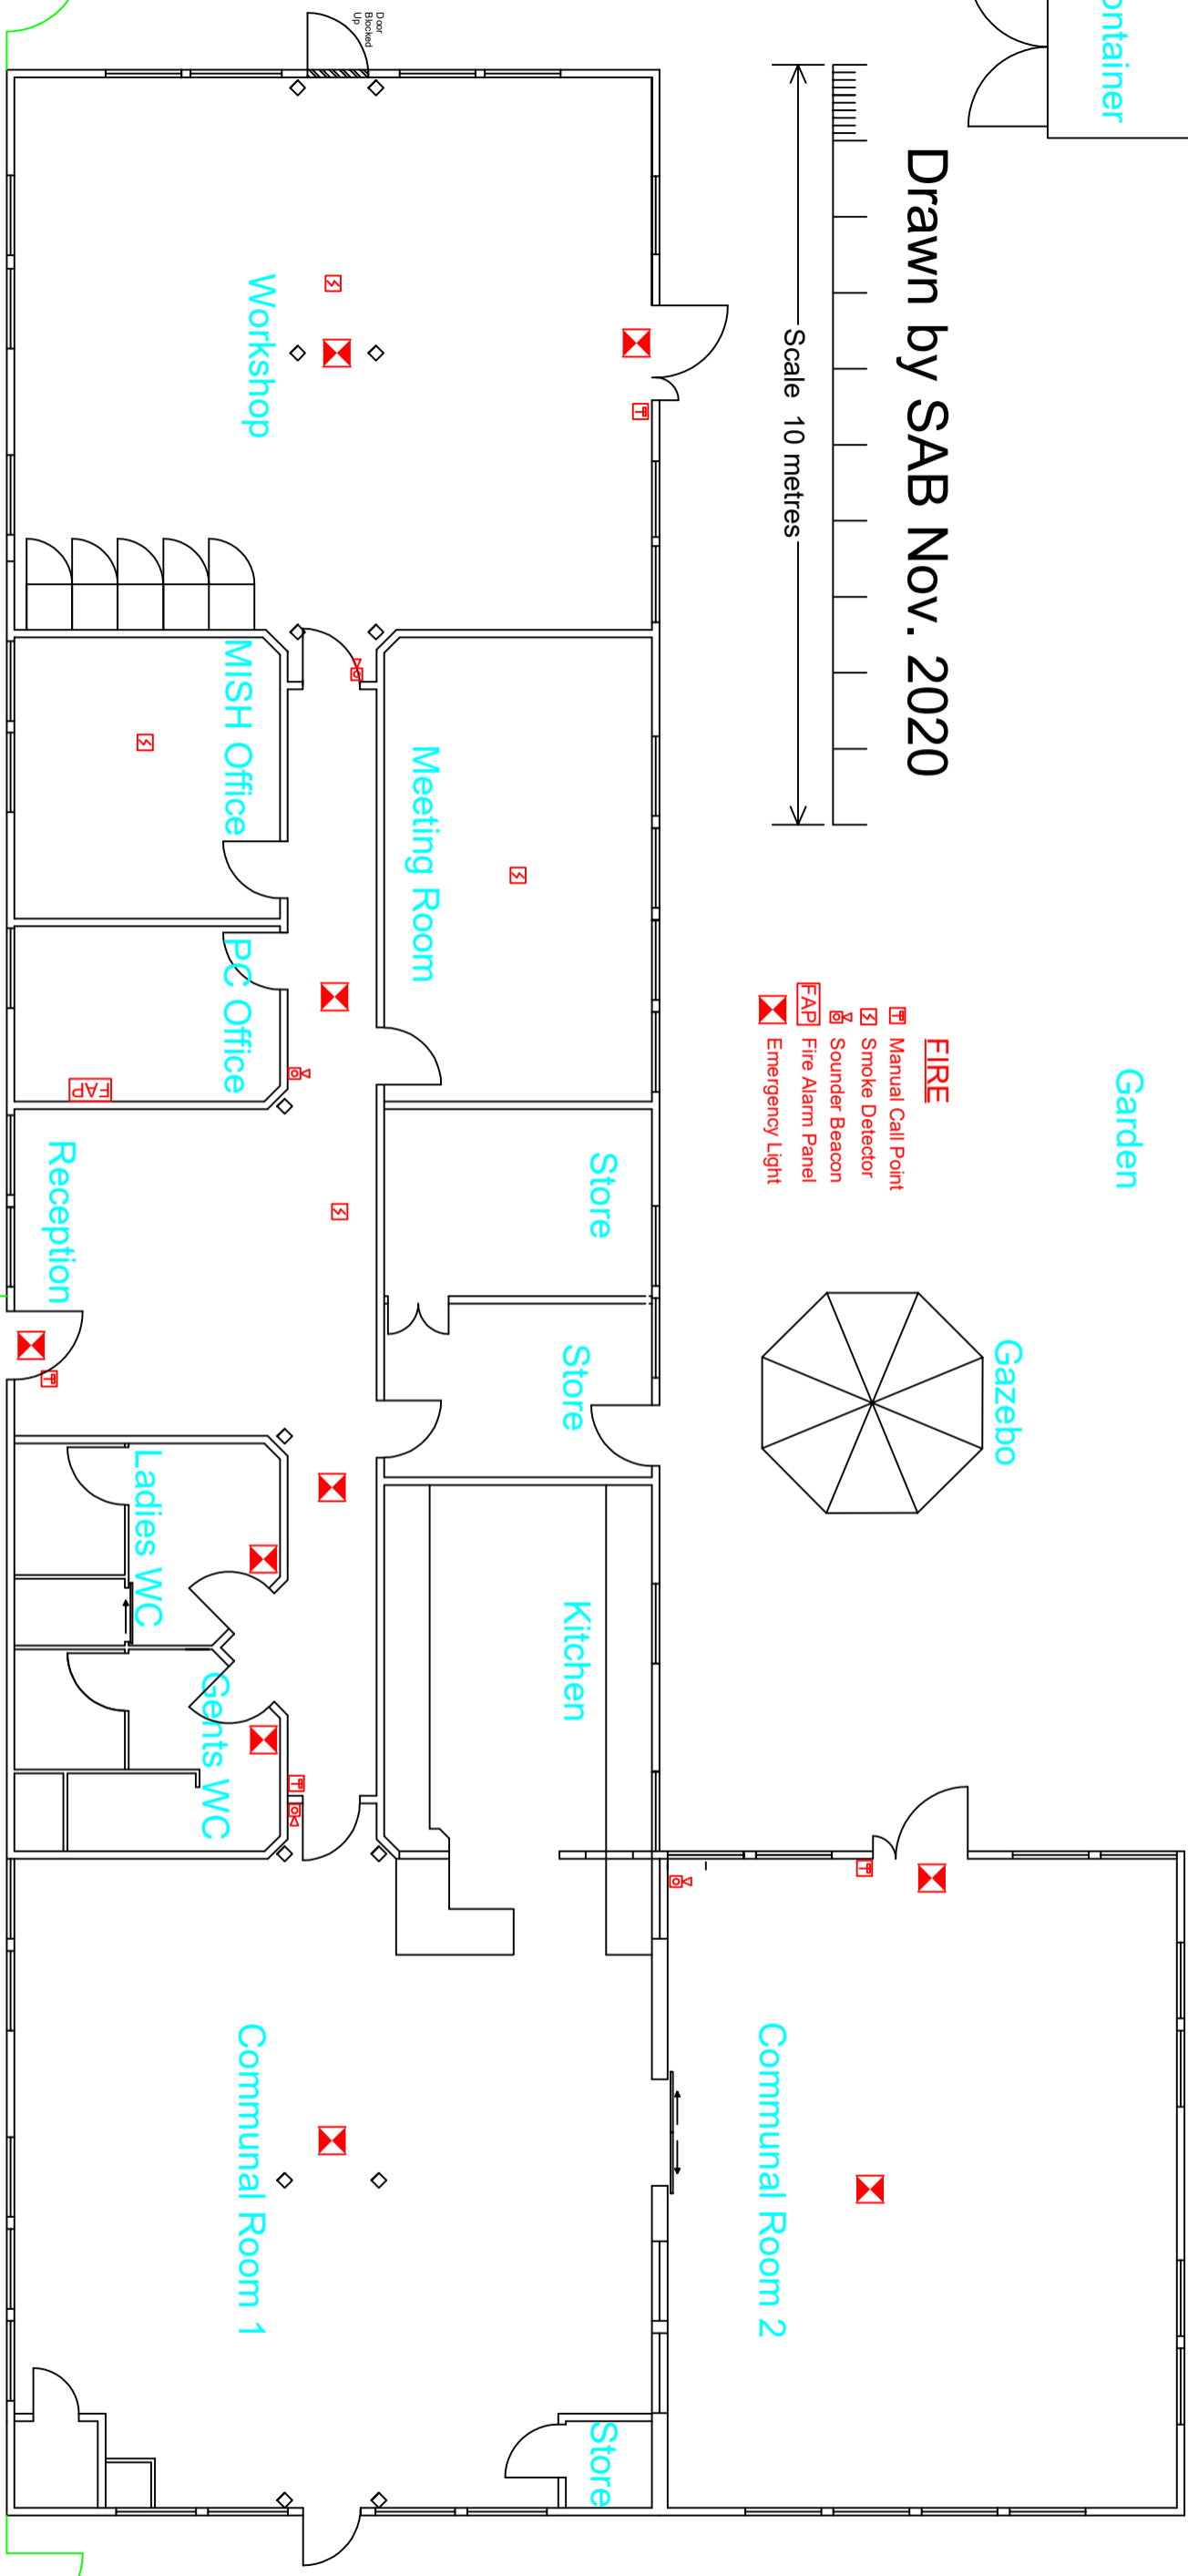 ontainer
Drawn by SAB Nov. 2020
Scale 10 metres
Garden
Gazebo
FIRE
Manual Call Point
Smoke Detector
Sounder Beacon
FAP Fire Alarm Panel
Emergency Light
Door
Blocked
Up
Workshop
MISH Office
Meeting Room
PC Office
FAP
Reception
Store
Store
Ladies WC
Gents WC
Kitchen
Communal Room 2
Communal Room 1
Store